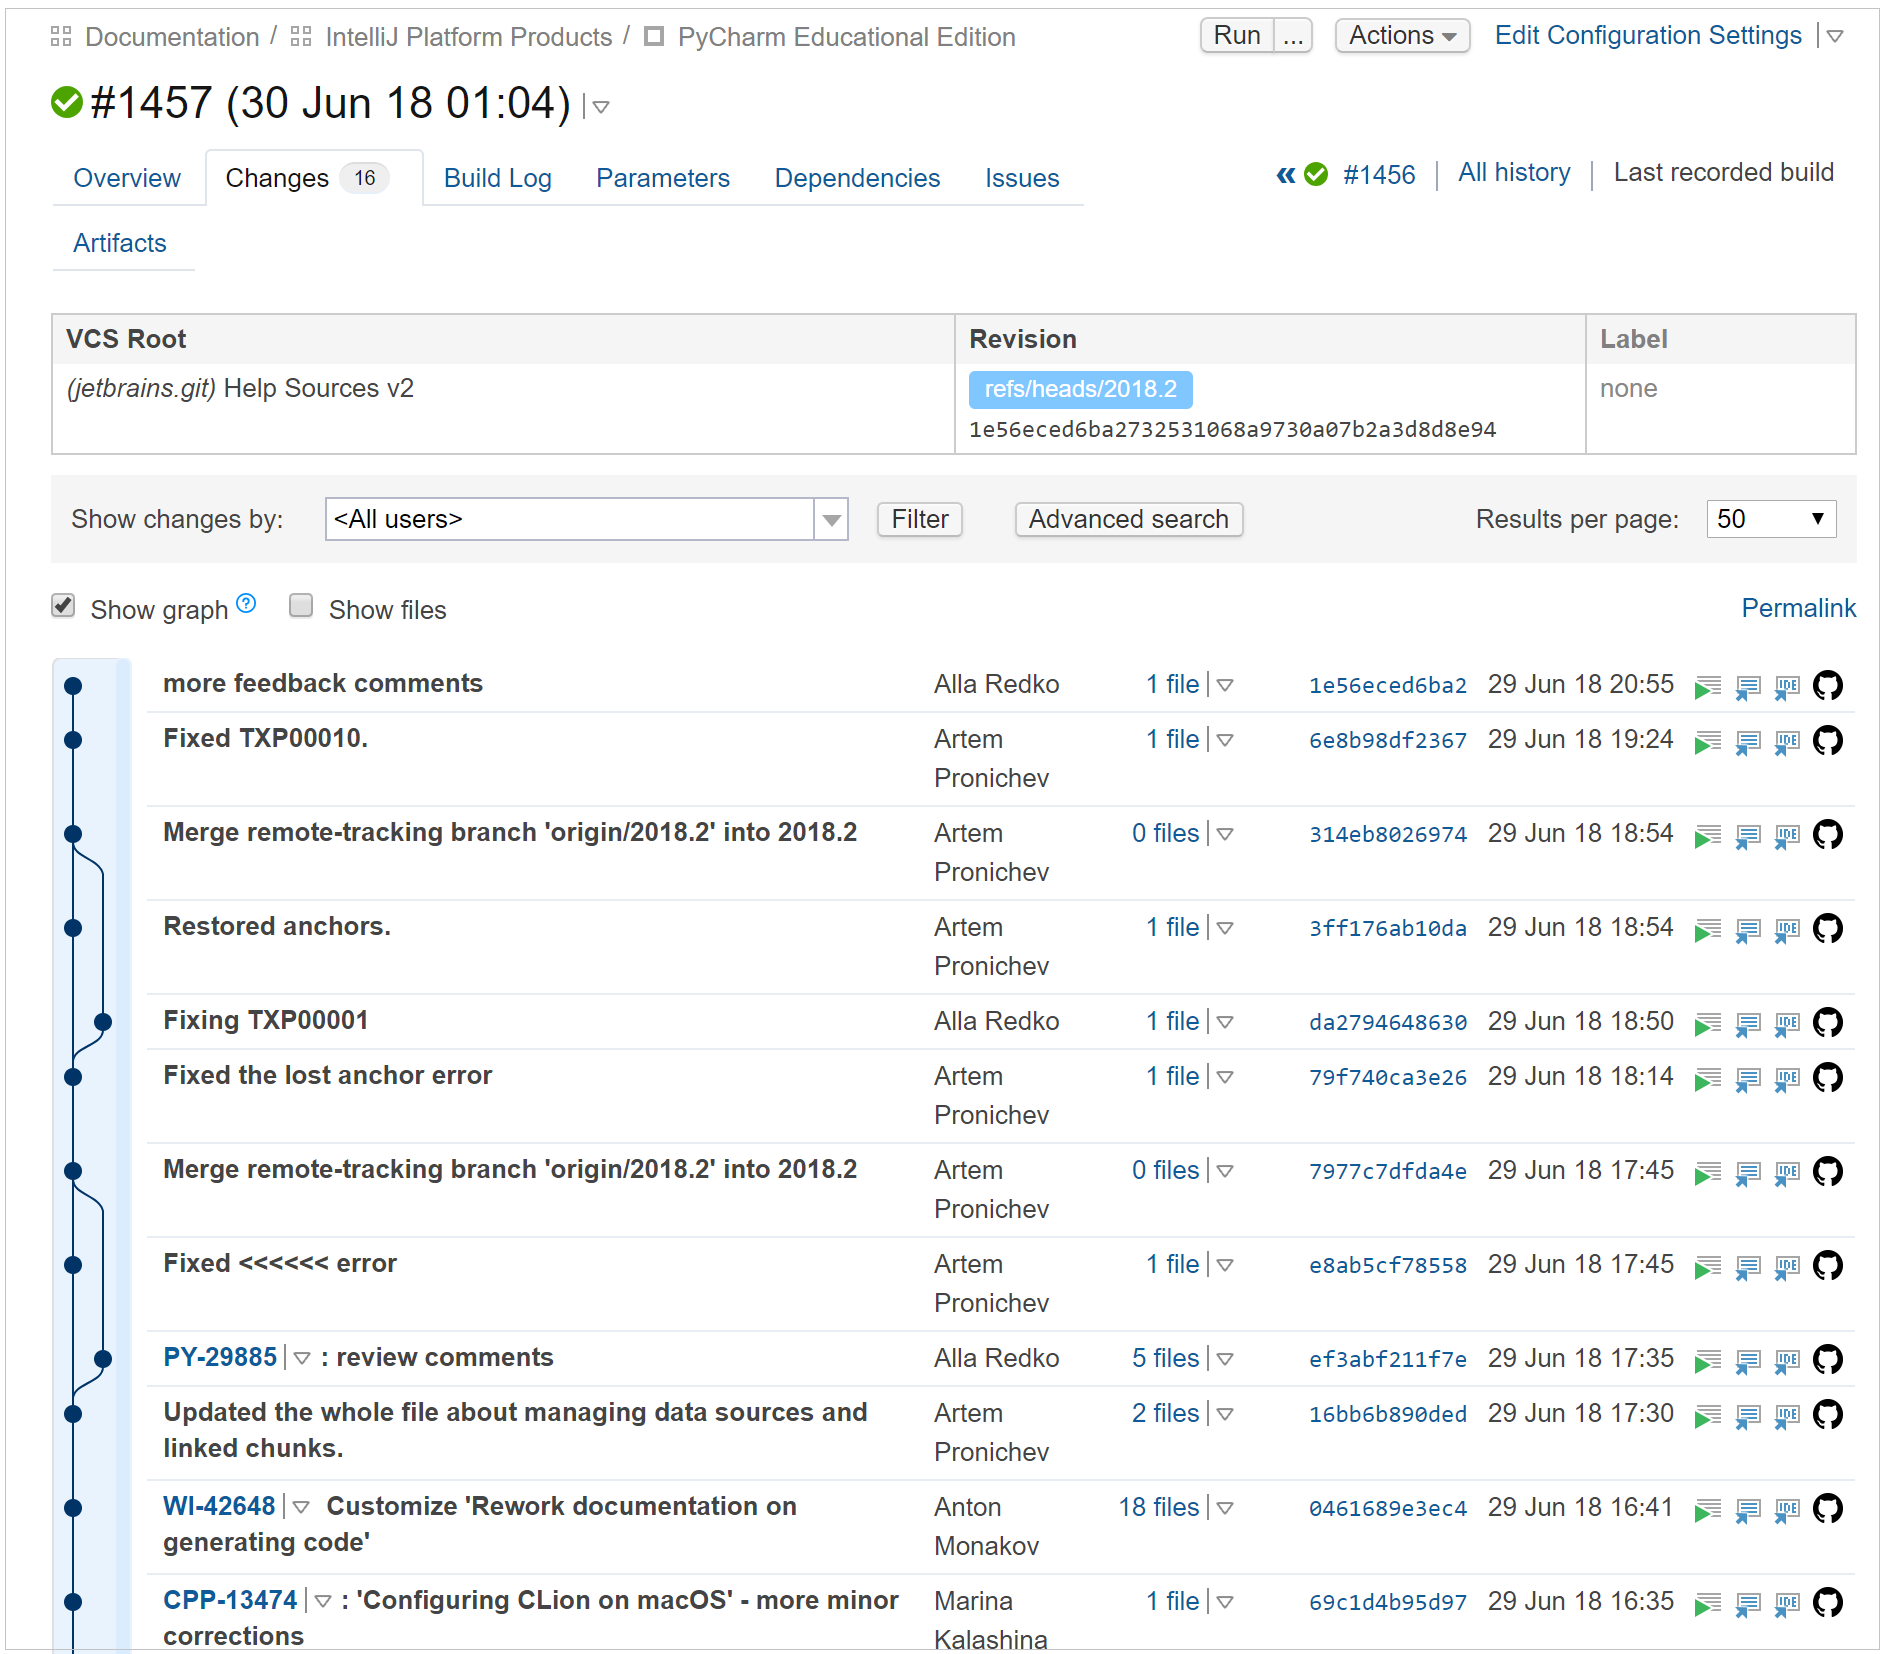 Documentation / IntelliJ Platform Products / PyCharm Educational Edition Run ... Actions Edit Configuration Settings
#1457 (30 Jun 18 01:04)
Overview Changes 16 Build Log Parameters Dependencies Issues « #1456 All history Last recorded build
Artifacts
VCS Root Revision Label
(jetbrains.git) Help Sources v2 refs/heads/2018.2 none
1e56eced6ba2732531068a9730a07b2a3d8d8e94
Show changes by: <All users> Filter Advanced search Results per page: 50
Show graph ? Show files Permalink
more feedback comments Alla Redko 1 file 1e56eced6ba2 29 Jun 18 20:55 IDE
Fixed TXP00010. Artem 1 file 6e8b98df2367 29 Jun 18 19:24 IDE
Pronichev
Merge remote-tracking branch 'origin/2018.2' into 2018.2 Artem 0 files 314eb8026974 29 Jun 18 18:54 IDE
Pronichev
Restored anchors. Artem 1 file 3ff176ab10da 29 Jun 18 18:54 IDE
Pronichev
Fixing TXP00001 Alla Redko 1 file da2794648630 29 Jun 18 18:50 IDE
Fixed the lost anchor error Artem 1 file 79f740ca3e26 29 Jun 18 18:14 IDE
Pronichev
Merge remote-tracking branch 'origin/2018.2' into 2018.2 Artem 0 files 7977c7dfda4e 29 Jun 18 17:45 IDE
Pronichev
Fixed <<<<<< error Artem 1 file e8ab5cf78558 29 Jun 18 17:45 IDE
Pronichev
PY-29885 : review comments Alla Redko 5 files ef3abf211f7e 29 Jun 18 17:35 IDE
Updated the whole file about managing data sources and Artem 2 files 16bb6b890ded 29 Jun 18 17:30 IDE
linked chunks. Pronichev
WI-42648 Customize 'Rework documentation on Anton 18 files 0461689e3ec4 29 Jun 18 16:41 IDE
generating code' Monakov
CPP-13474 : 'Configuring CLion on macOS' - more minor Marina 1 file 69c1d4b95d97 29 Jun 18 16:35 IDE
corrections Kalashina